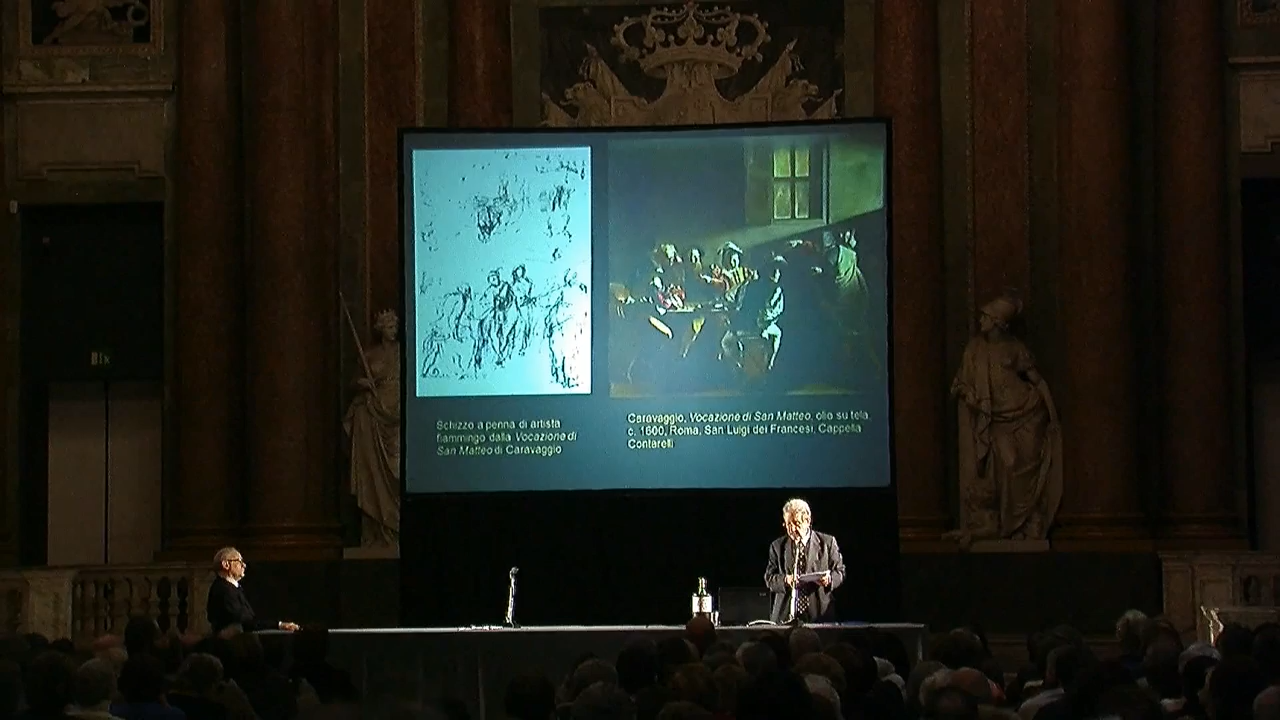 Schizzo a penna di artista
fiammingo dalla Vocazione di
San Matteo di Caravaggio
Caravaggio, Vocazione di San Matteo, olio su tela,
c. 1600, Roma, San Luigi dei Francesi, Cappella
Contarelli